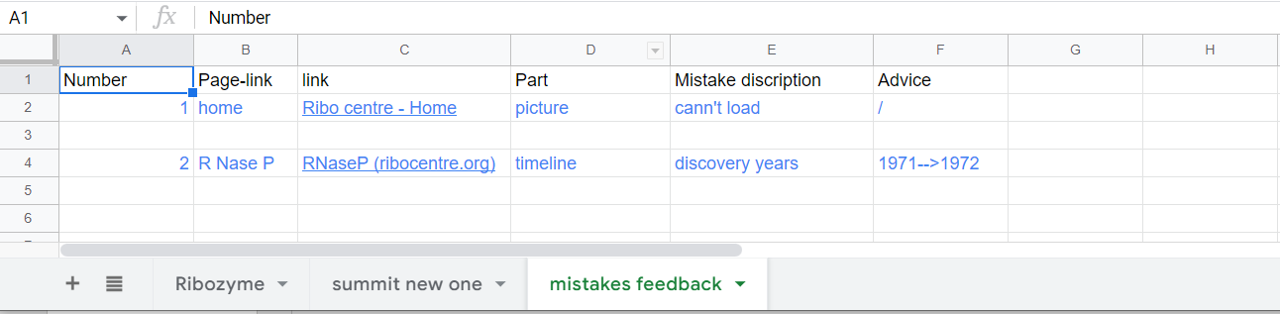 A1 fx Number
A B C D E F G H
1 Number Page-link link Part Mistake discription Advice
2 1 home Ribo centre - Home picture cann't load /
3
4 2 R Nase P RNaseP (ribocentre.org) timeline discovery years 1971-->1972
5
6
+ Ribozyme summit new one mistakes feedback